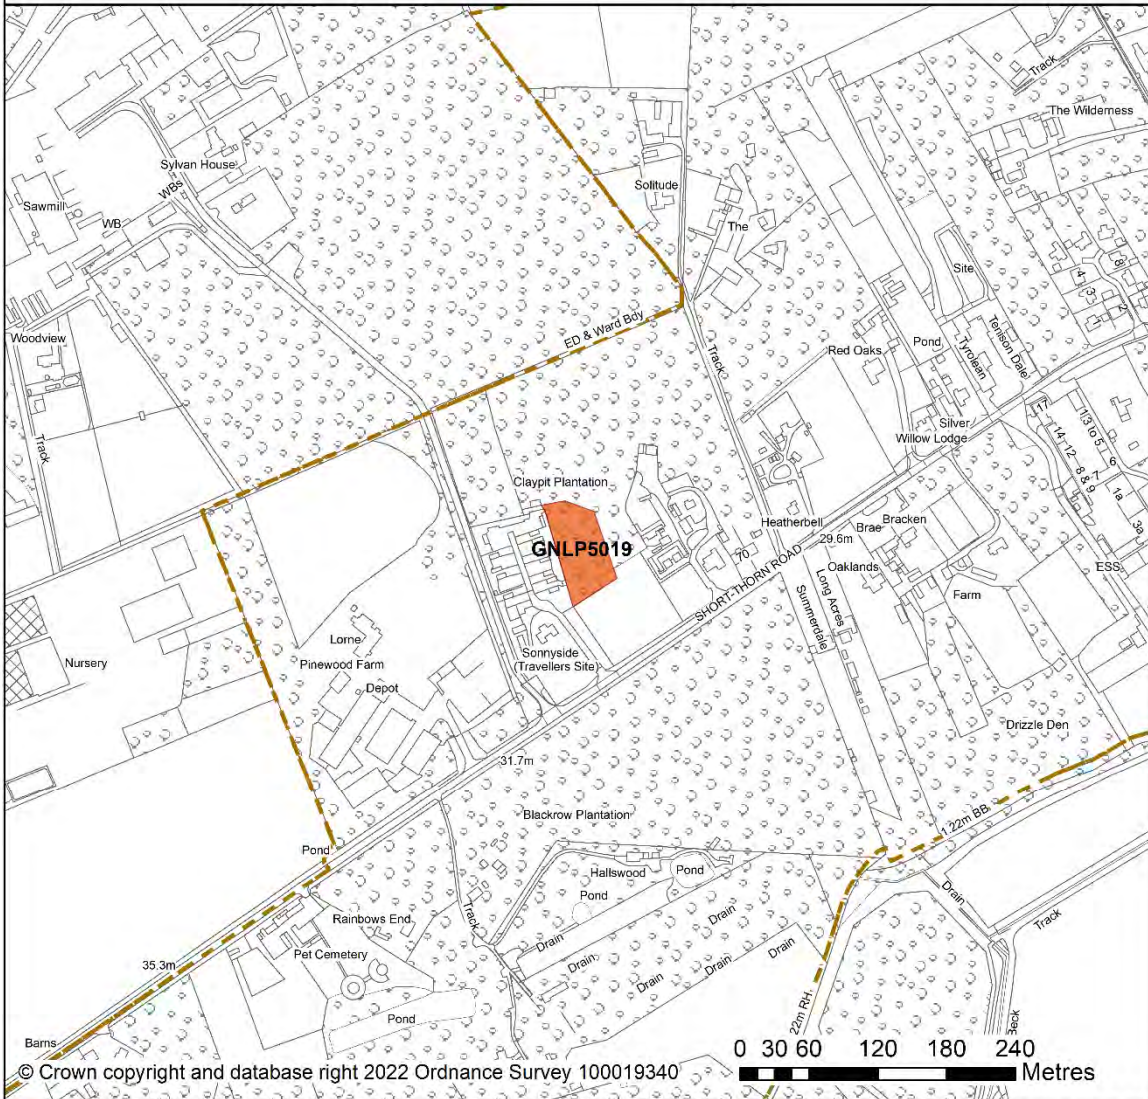 Track
The Wilderness
Sylvan House
WBs
Sawmill
WB
Solitude
The
Site
4
3
8
2
1
Woodview
ED & Ward Bdy
Track
Pond
Red Oaks
Tyrolean
Tenison Dale
Track
Silver
Willow Lodge
17
13 to 5
14 - 12
8 & 9
7
6
1a
3a
Claypit Plantation
GNLP5019
Heatherbell
29.6m
Brae
Bracken
70
Oaklands
SHORT-THORN ROAD
Long Acres
Summerdale
Farm
ESS
Nursery
Lorne
Pinewood Farm
Depot
Sonnyside
(Travellers Site)
Drizzle Den
31.7m
Blackrow Plantation
1.22m BB
Pond
Hallswood
Pond
Pond
Drain
Track
Rainbows End
Track
Drain
Drain
Drain
Drain
Drain
Drain
Pet Cemetery
35.3m
Pond
22m RH
Beck
Barns
0 30 60 120 180 240
Metres
© Crown copyright and database right 2022 Ordnance Survey 100019340